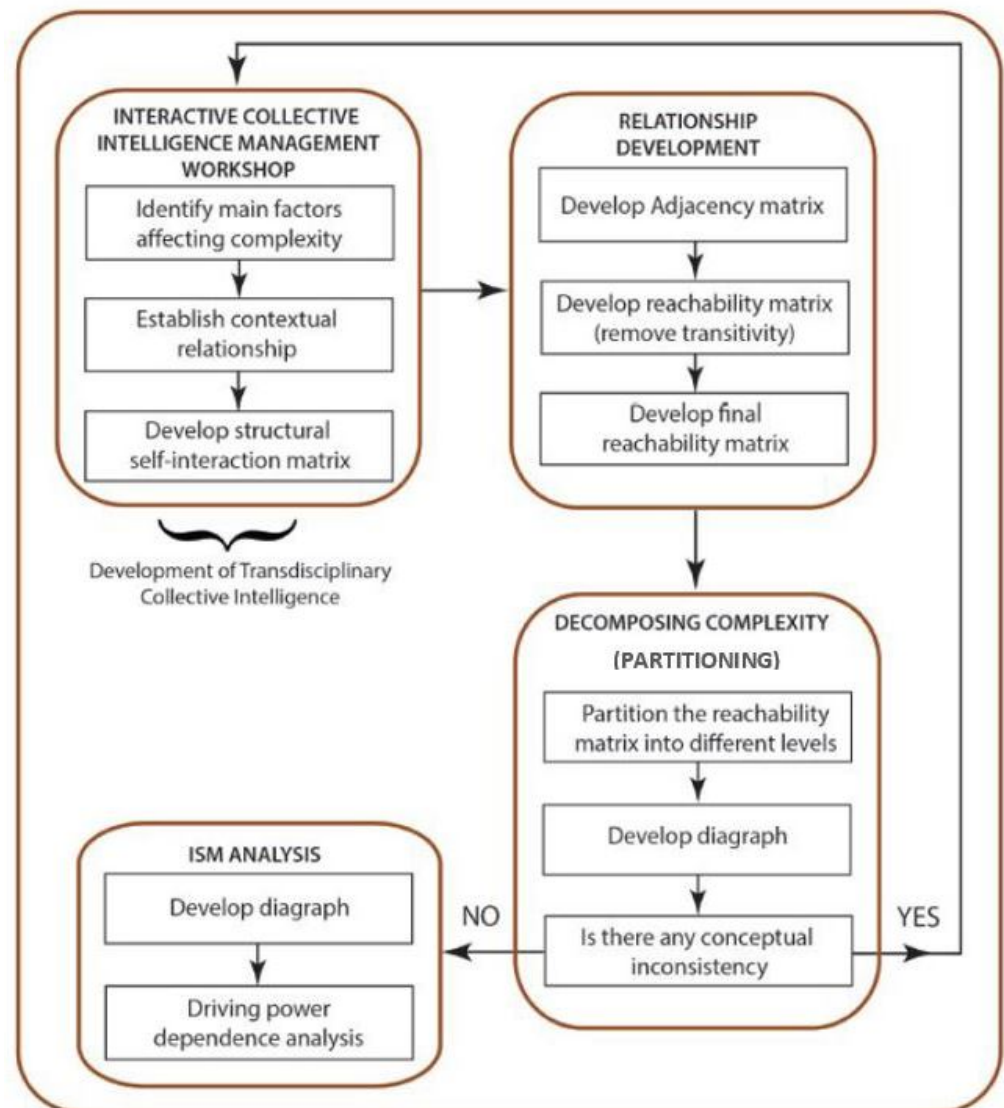 INTERACTIVE COLLECTIVE
INTELLIGENCE MANAGEMENT
WORKSHOP
Identify main factors
affecting complexity
Establish contextual
relationship
Develop structural
self-interaction matrix
Development of Transdisciplinary
Collective Intelligence
RELATIONSHIP
DEVELOPMENT
Develop Adjacency matrix
Develop reachability matrix
(remove transitivity)
Develop final
reachability matrix
DECOMPOSING COMPLEXITY
(PARTITIONING)
Partition the reachability
matrix into different levels
Develop diagraph
Is there any conceptual
inconsistency
YES
NO
ISM ANALYSIS
Develop diagraph
Driving power
dependence analysis